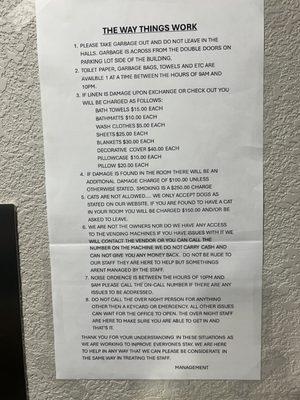 THE WAY THINGS WORK
1. PLEASE TAKE GARBAGE OUT AND DO NOT LEAVE IN THE
HALLS. GARBAGE IS ACROSS FROM THE DOUBLE DOORS ON
PARKING LOT SIDE OF THE BUILDING.
2. TOILET PAPER, GARBAGE BAGS, TOWELS AND ETC ARE
AVAILBLE 1 AT A TIME BETWEEN THE HOURS OF 9AM AND
10PM.
3. IF LINEN IS DAMAGE UPON EXCHANGE OR CHECK OUT YOU
WILL BE CHARGED AS FOLLOWS:
BATH TOWELS $15.00 EACH
BATHMATTS $10.00 EACH
WASH CLOTHES $5.00 EACH
SHEETS $25.00 EACH
BLANKETS $30.00 EACH
DECORATIVE COVER $40.00 EACH
PILLOWCASE $10.00 EACH
PILLOW $20.00 EACH
4. IF DAMAGE IS FOUND IN THE ROOM THERE WILL BE AN
ADDITIONAL DAMAGE CHARGE OF $100.00 UNLESS
OTHERWISE STATED. SMOKING IS A $250.00 CHARGE
5. CATS ARE NOT ALLOWED.... WE ONLY ACCEPT DOGS AS
STATED ON OUR WEBSITE. IF YOU ARE FOUND TO HAVE A CAT
IN YOUR ROOM YOU WILL BE CHARGED $150.00 AND/OR BE
ASKED TO LEAVE.
6. WE ARE NOT THE OWNERS NOR DO WE HAVE ANY ACCESS
TO THE VENDING MACHINES IF YOU HAVE ISSUES WITH IT WE
WILL CONTACT THE VENDOR OR YOU CAN CALL THE
NUMBER ON THE MACHINE WE DO NOT CARRY CASH AND
CAN NOT GIVE YOU ANY MONEY BACK. DO NOT BE RUDE TO
OUR STAFF THEY ARE HERE TO HELP BUT SOMETHINGS
ARENT MANAGED BY THE STAFF.
7. NOISE ORDIENCE IS BETWEEN THE HOURS OF 10PM AND
9AM PLEASE CALL THE ON-CALL NUMBER IF THERE ARE ANY
ISSUES TO BE ADDRESSED.
8. DO NOT CALL THE OVER NIGHT PERSON FOR ANYTHING
OTHER THEN A KEYCARD OR EMERGENCY. ALL OTHER ISSUES
CAN WAIT FOR THE OFFICE TO OPEN. THE OVER NIGHT STAFF
ARE HERE TO MAKE SURE YOU ARE ABLE TO GET IN AND
THAT'S IT.
THANK YOU FOR YOUR UNDERSTANDING IN THESE SITUATIONS AS
WE ARE WORKING TO IMPROVE EVERYONES STAY. WE ARE HERE
TO HELP IN ANY WAY THAT WE CAN PLEASE BE CONSIDERATE IN
THE SAME WAY IN TREATING THE STAFF.
MANAGEMENT